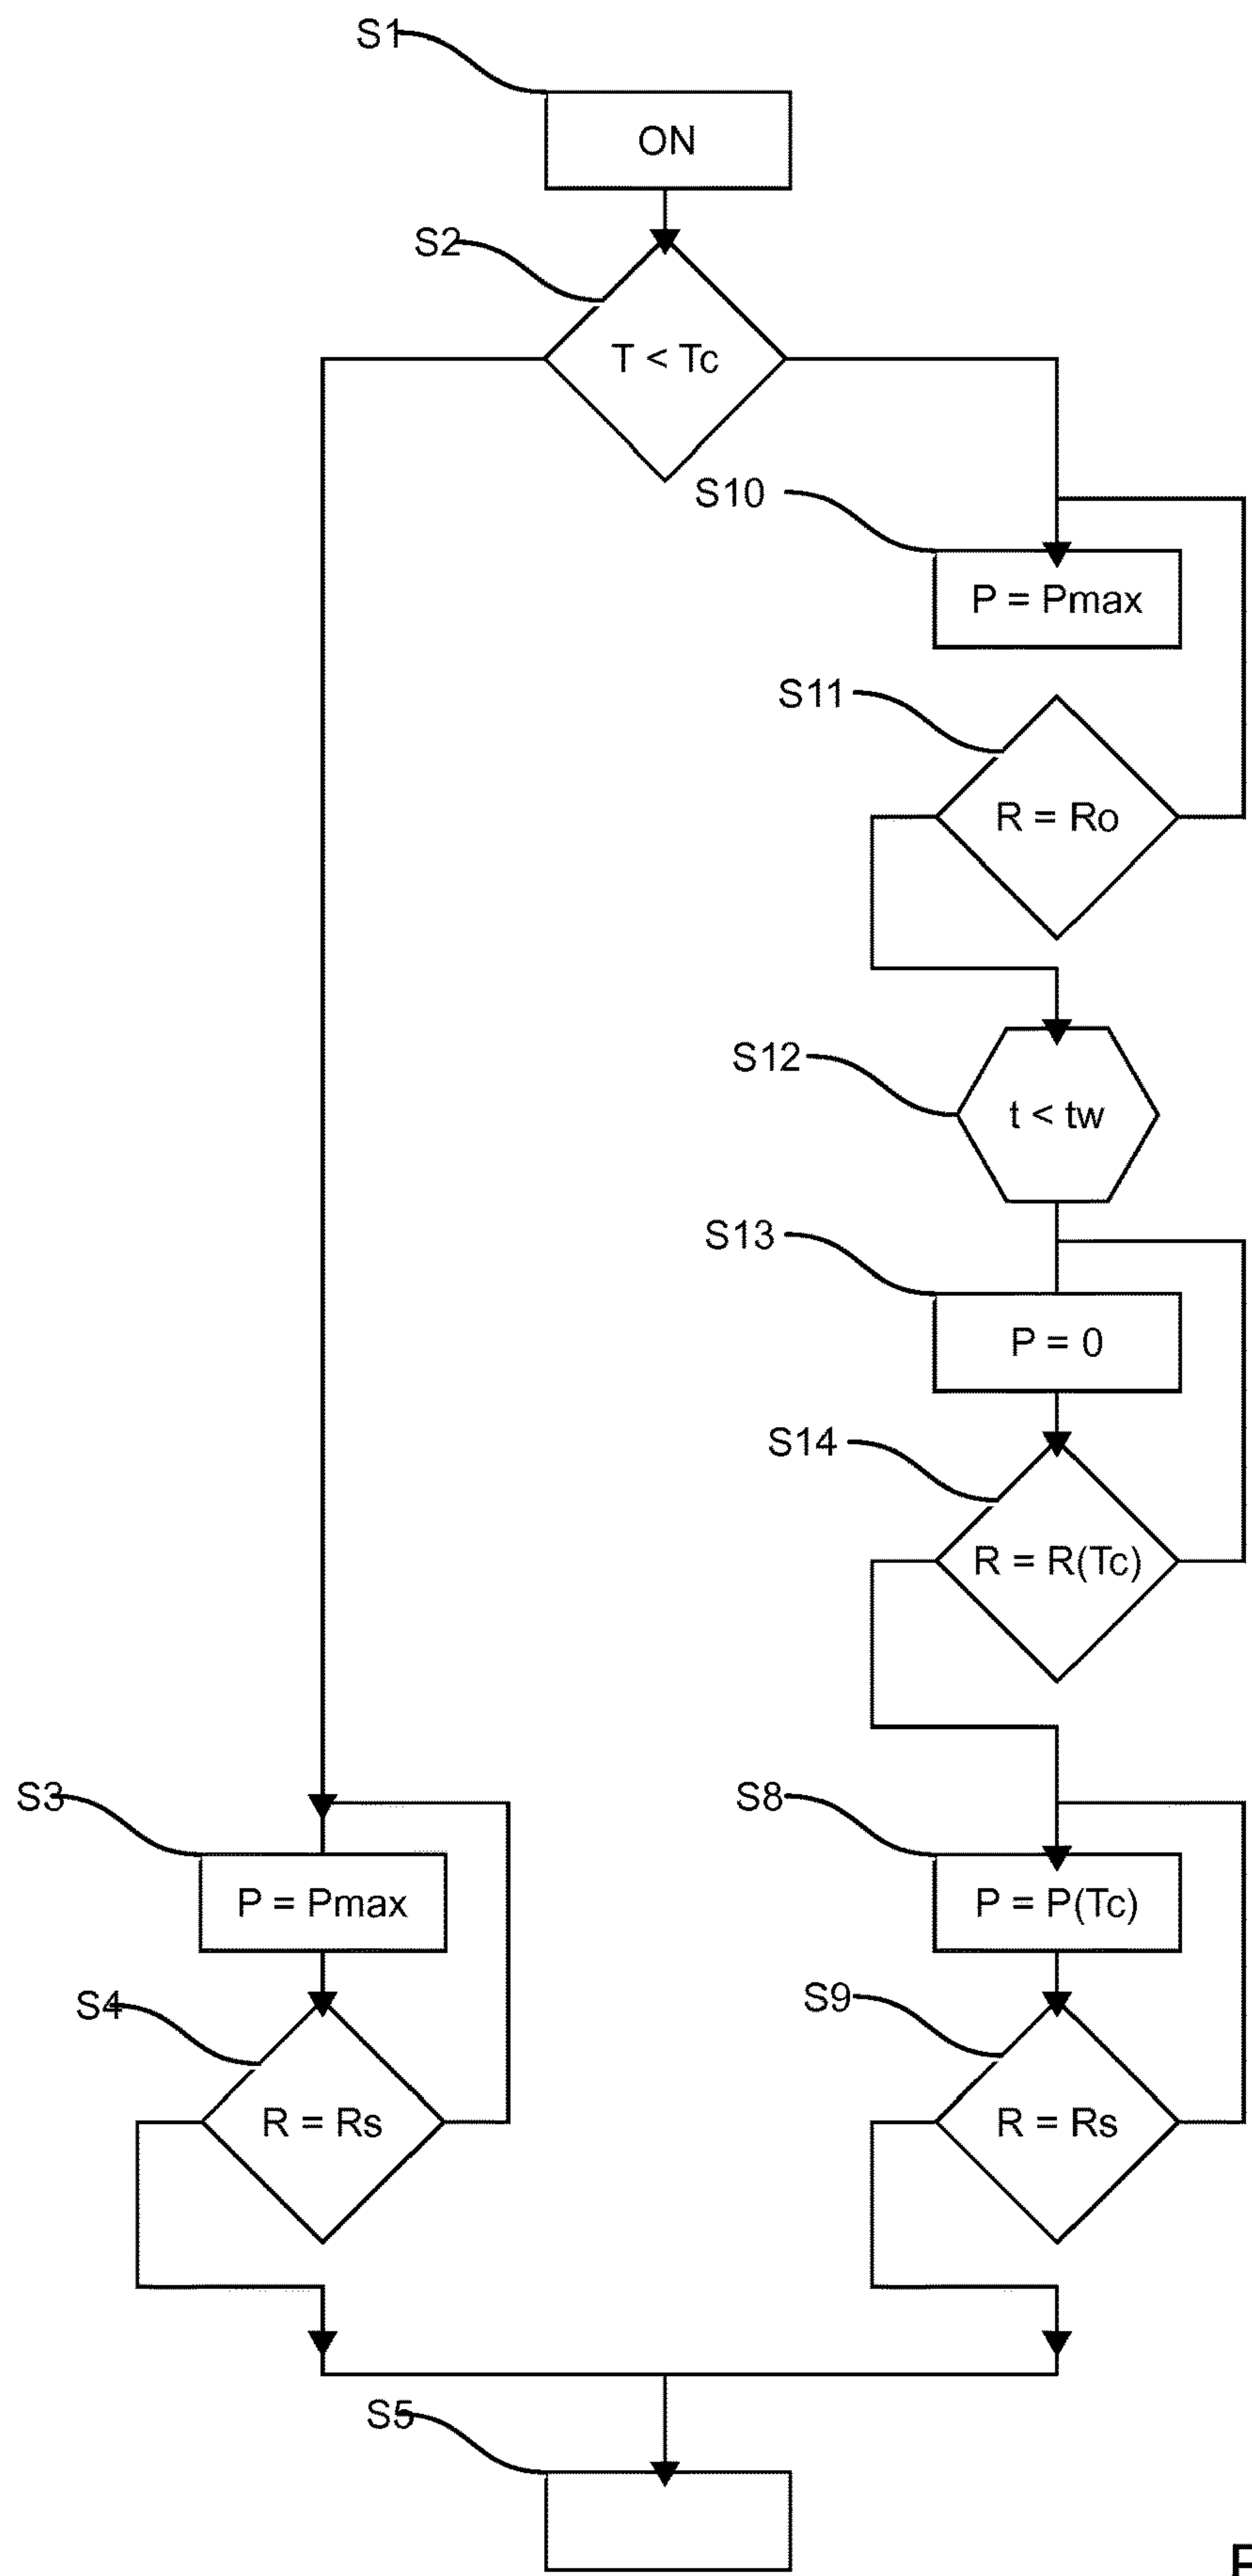 S1
ON
S2
T < Tc
S10
P = Pmax
S11
R = Ro
S12
t < tw
S13
P = 0
S14
R = R(Tc)
S3
S8
P = Pmax
P = P(Tc)
S4
S9
R = Rs
R = Rs
S5